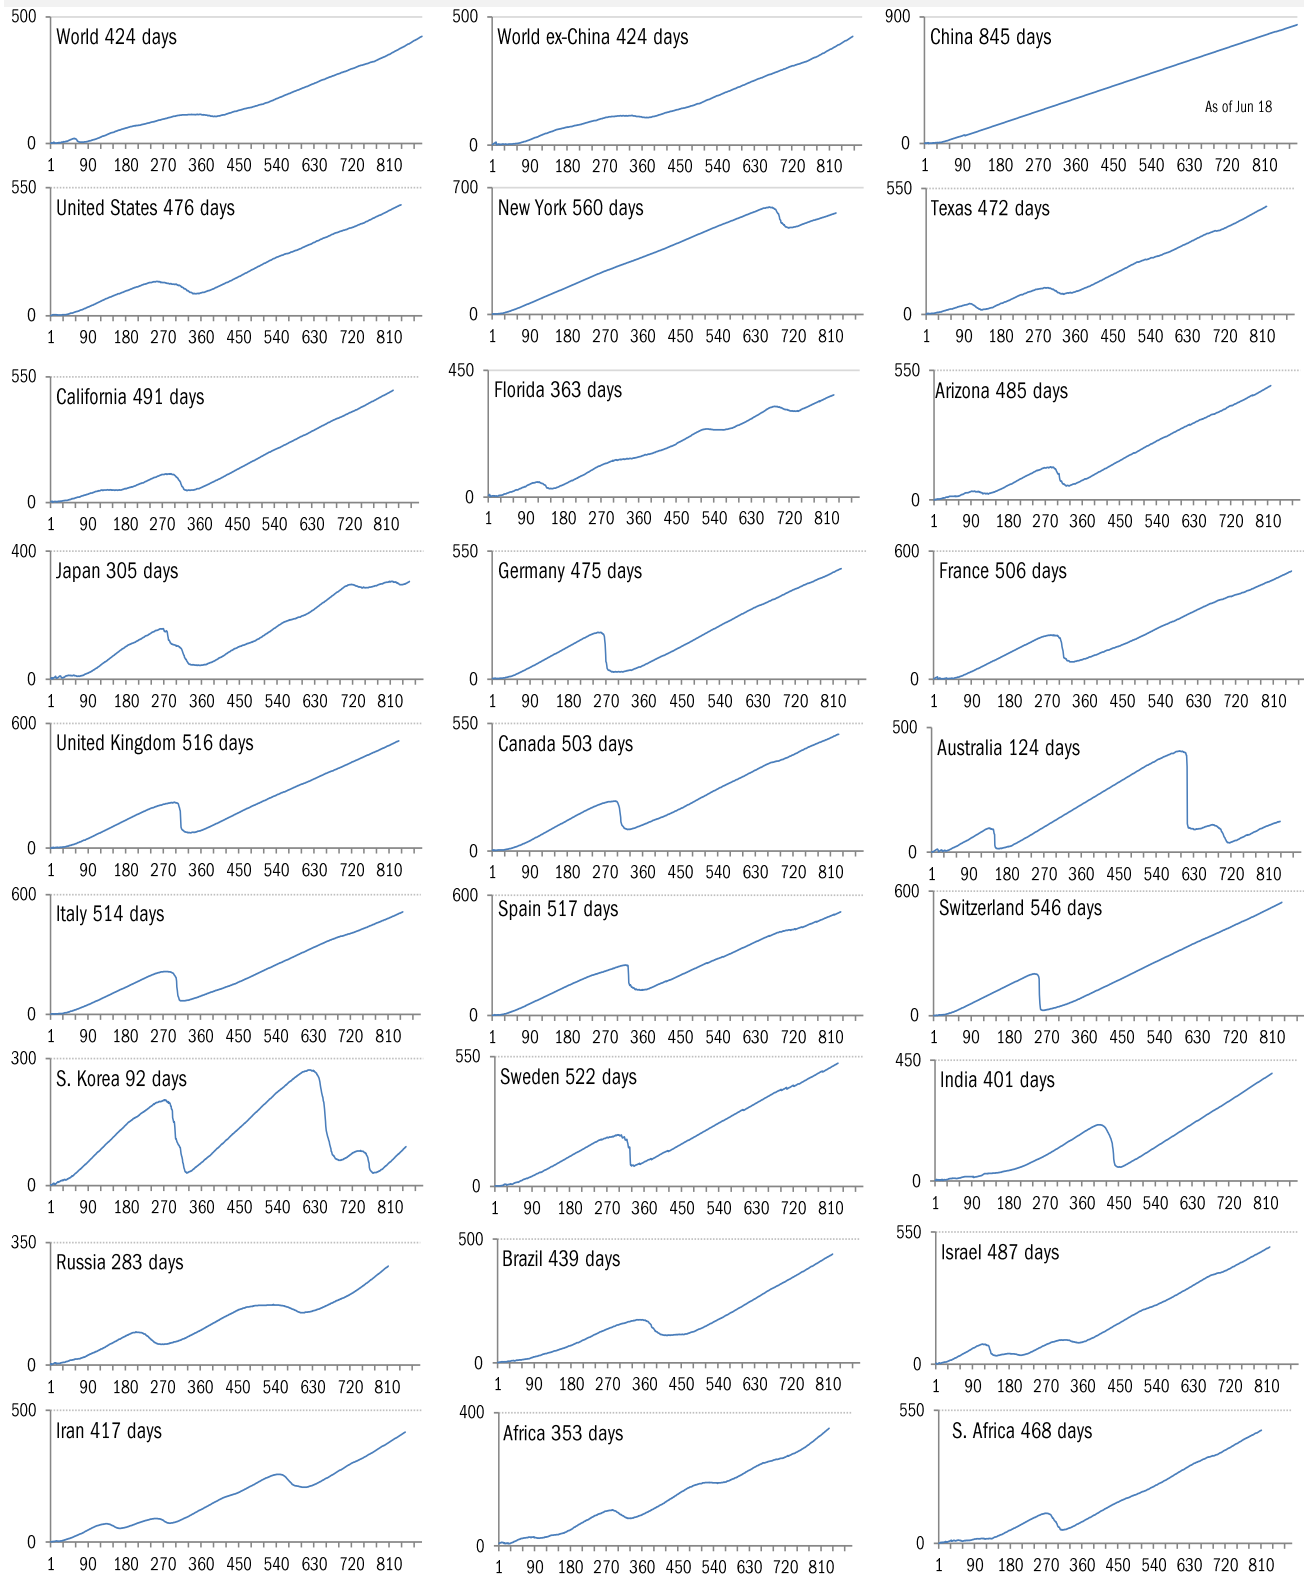 500
World 424 days
0
1 90 180 270 360 450 540 630 720 810
500
World ex-China 424 days
0
1 90 180 270 360 450 540 630 720 810
900
China 845 days
As of Jun 18
0
1 90 180 270 360 450 540 630 720 810
550
United States 476 days
0
1 90 180 270 360 450 540 630 720 810
700
New York 560 days
0
1 90 180 270 360 450 540 630 720 810
550
Texas 472 days
0
1 90 180 270 360 450 540 630 720 810
550
California 491 days
0
1 90 180 270 360 450 540 630 720 810
450
Florida 363 days
0
1 90 180 270 360 450 540 630 720 810
550
Arizona 485 days
0
1 90 180 270 360 450 540 630 720 810
400
Japan 305 days
0
1 90 180 270 360 450 540 630 720 810
550
Germany 475 days
0
1 90 180 270 360 450 540 630 720 810
600
France 506 days
0
1 90 180 270 360 450 540 630 720 810
600
United Kingdom 516 days
0
1 90 180 270 360 450 540 630 720 810
550
Canada 503 days
0
1 90 180 270 360 450 540 630 720 810
500
Australia 124 days
0
1 90 180 270 360 450 540 630 720 810
600
Italy 514 days
0
1 90 180 270 360 450 540 630 720 810
600
Spain 517 days
0
1 90 180 270 360 450 540 630 720 810
600
Switzerland 546 days
0
1 90 180 270 360 450 540 630 720 810
300
S. Korea 92 days
0
1 90 180 270 360 450 540 630 720 810
550
Sweden 522 days
0
1 90 180 270 360 450 540 630 720 810
450
India 401 days
0
1 90 180 270 360 450 540 630 720 810
350
Russia 283 days
0
1 90 180 270 360 450 540 630 720 810
500
Brazil 439 days
0
1 90 180 270 360 450 540 630 720 810
550
Israel 487 days
0
1 90 180 270 360 450 540 630 720 810
500
Iran 417 days
0
1 90 180 270 360 450 540 630 720 810
400
Africa 353 days
0
1 90 180 270 360 450 540 630 720 810
550
S. Africa 468 days
0
1 90 180 270 360 450 540 630 720 810